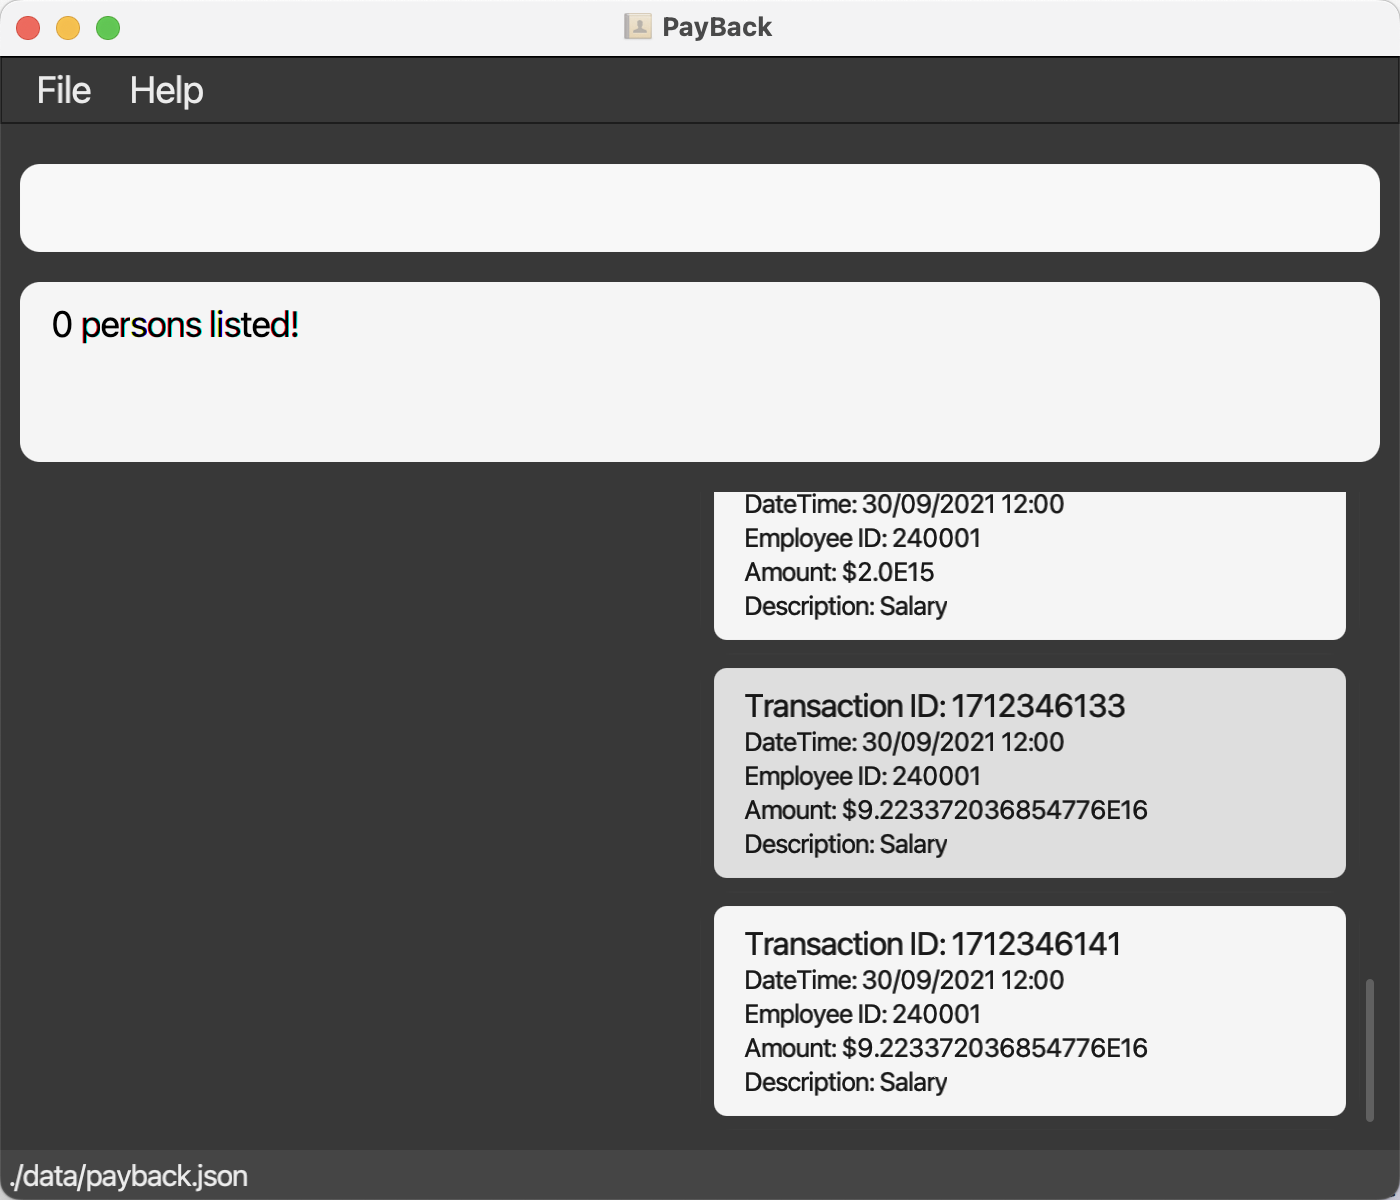 PayBack
File Help
0 persons listed!
DateTime: 30/09/2021 12:00
Employee ID: 240001
Amount: $2.0E15
Description: Salary
Transaction ID: 1712346133
DateTime: 30/09/2021 12:00
Employee ID: 240001
Amount: $9.223372036854776E16
Description: Salary
Transaction ID: 1712346141
DateTime: 30/09/2021 12:00
Employee ID: 240001
Amount: $9.223372036854776E16
Description: Salary
./data/payback.json